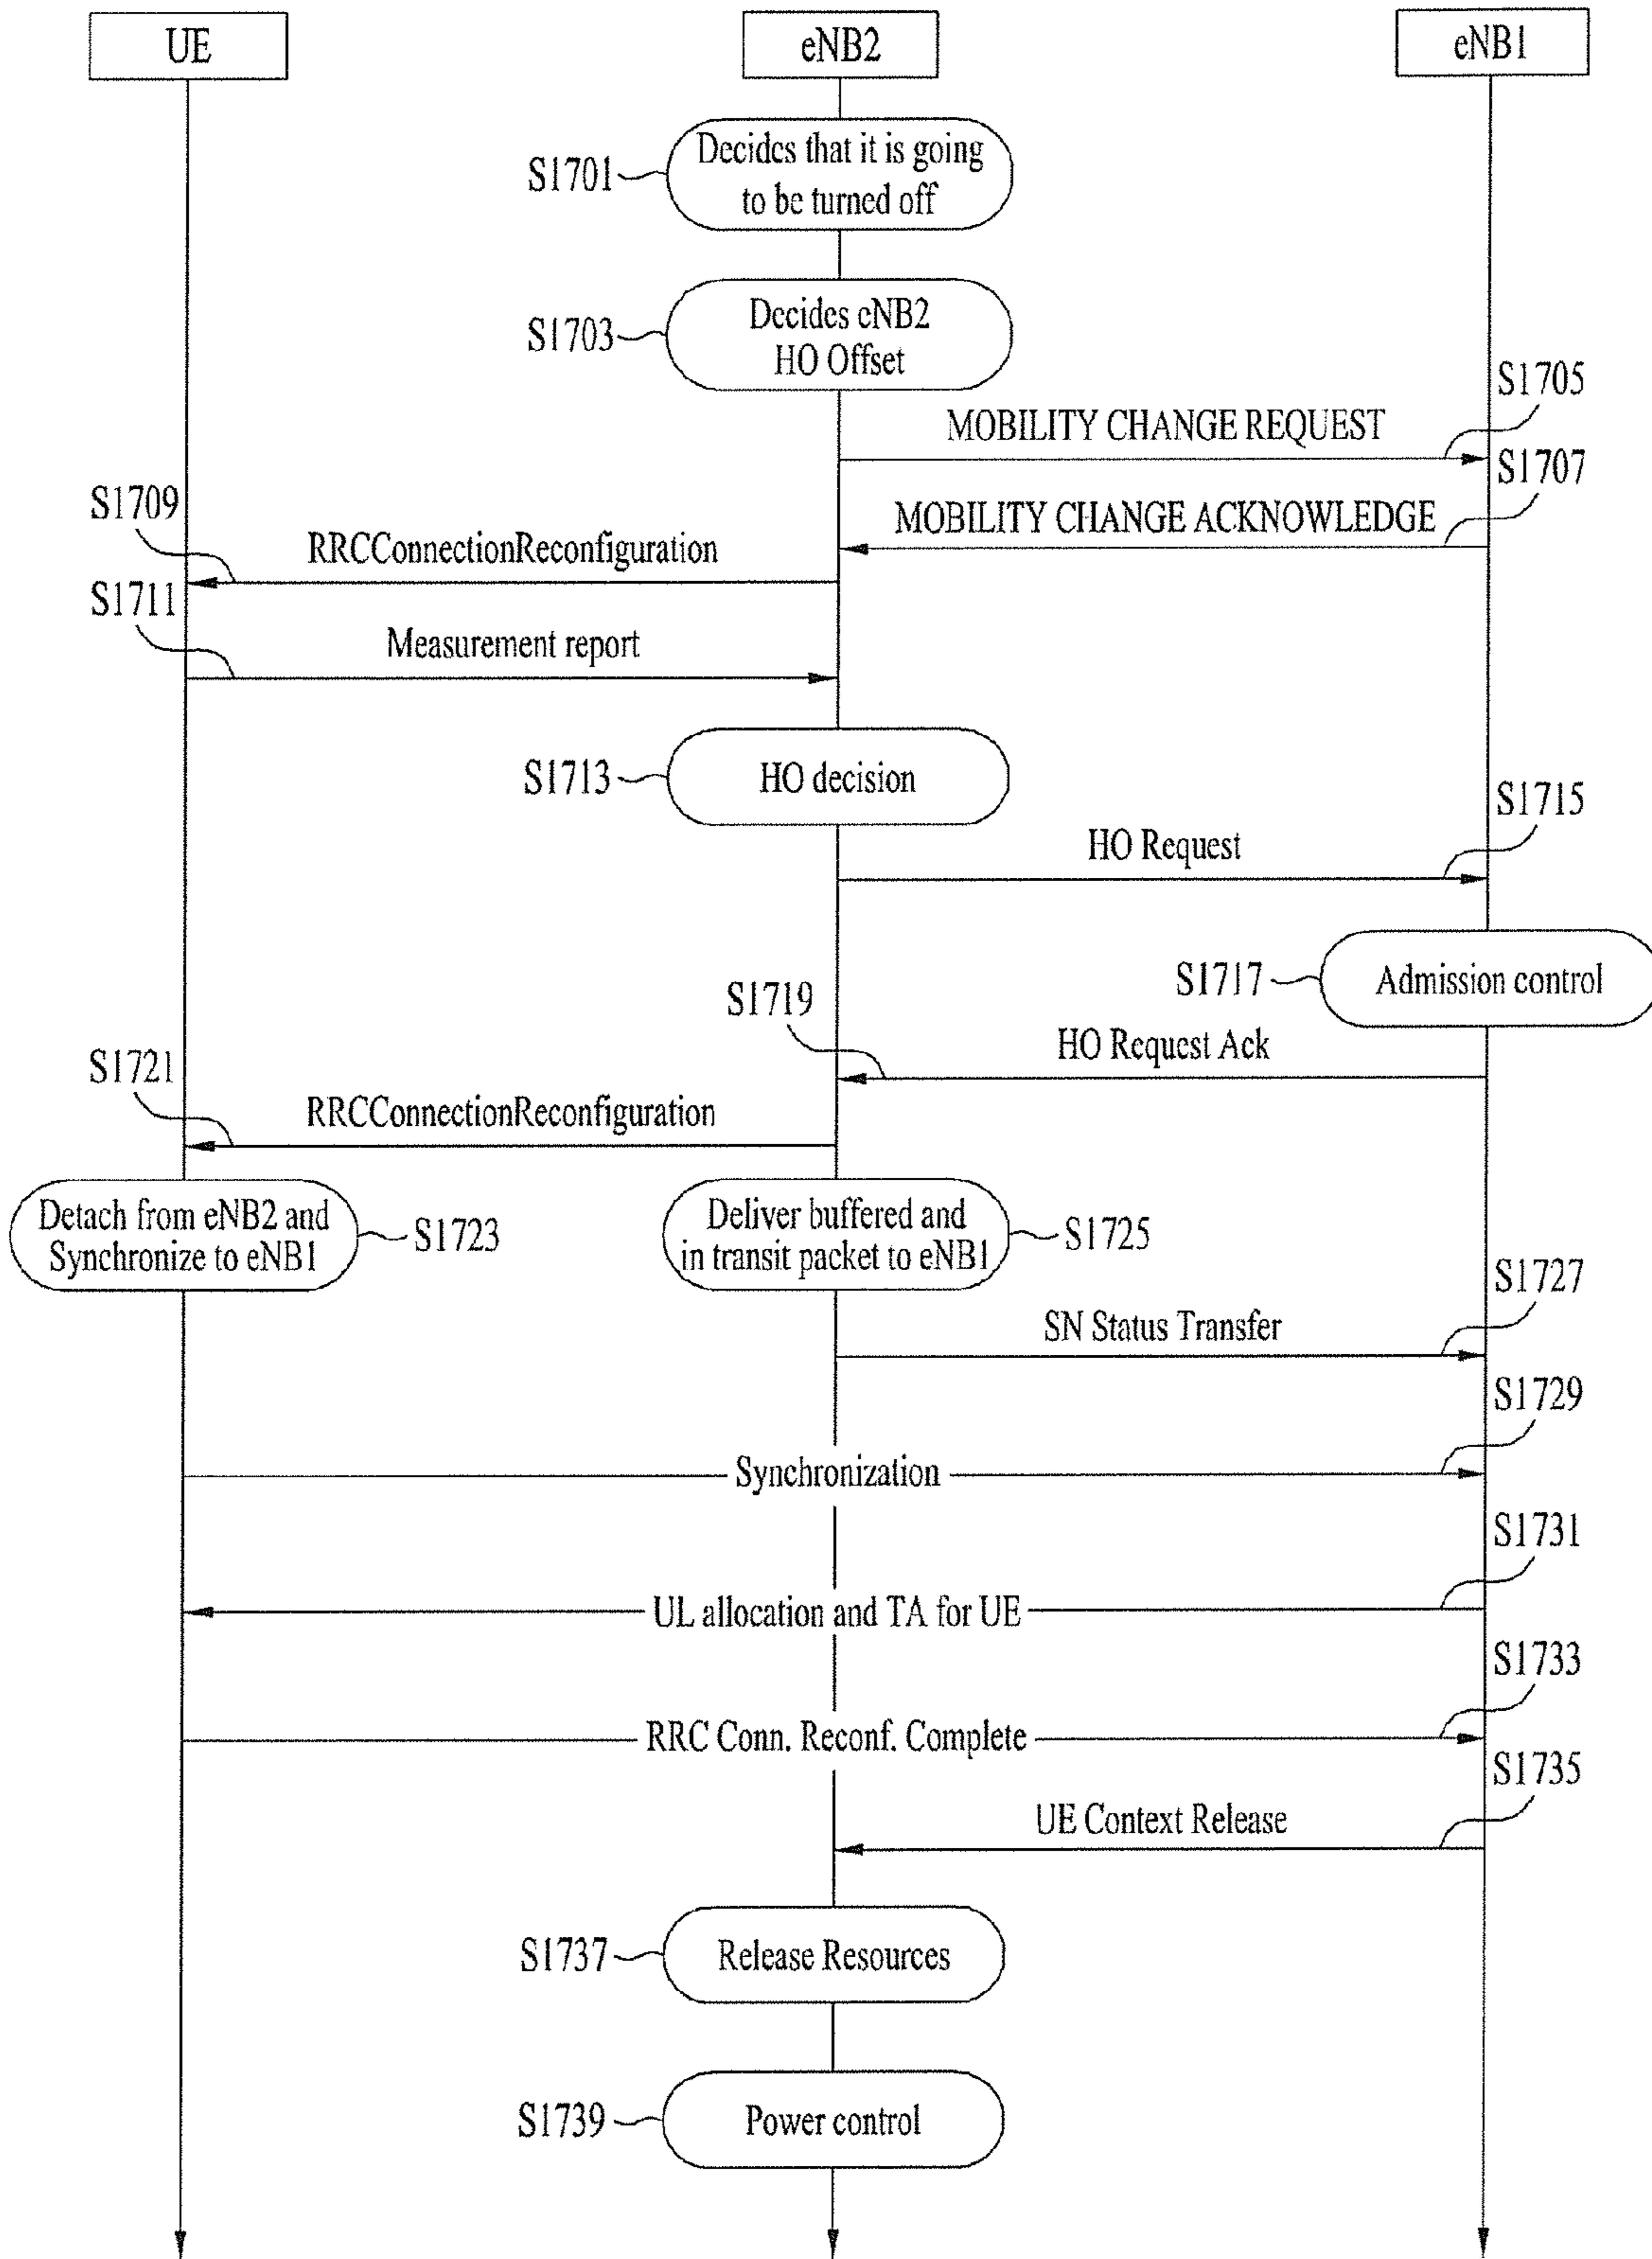 UE
eNB2
eNB1
S1701
Decides that it is going
to be turned off
S1703
Decides eNB2
HO Offset
S1705
MOBILITY CHANGE REQUEST
S1707
MOBILITY CHANGE ACKNOWLEDGE
S1709
RRCConnectionReconfiguration
S1711
Measurement report
S1713
HO decision
S1715
HO Request
S1717
Admission control
S1719
HO Request Ack
S1721
RRCConnectionReconfiguration
Detach from eNB2 and
Synchronize to eNB1
S1723
Deliver buffered and
in transit packet to eNB1
S1725
S1727
SN Status Transfer
S1729
Synchronization
S1731
UL allocation and TA for UE
S1733
RRC Conn. Reconf. Complete
S1735
UE Context Release
S1737
Release Resources
S1739
Power control